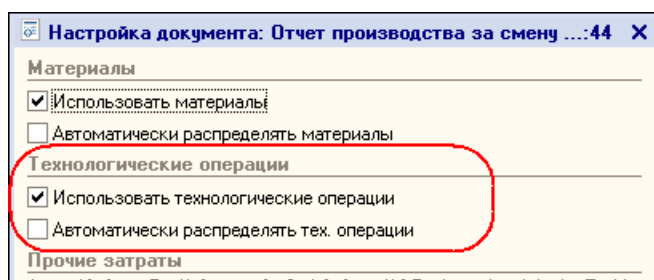 Настройка документа: Отчет производства за смену ...:44
Материалы
Использовать материалы
Автоматически распределять материалы
Технологические операции
Использовать технологические операции
Автоматически распределять тех. операции
Прочие затраты